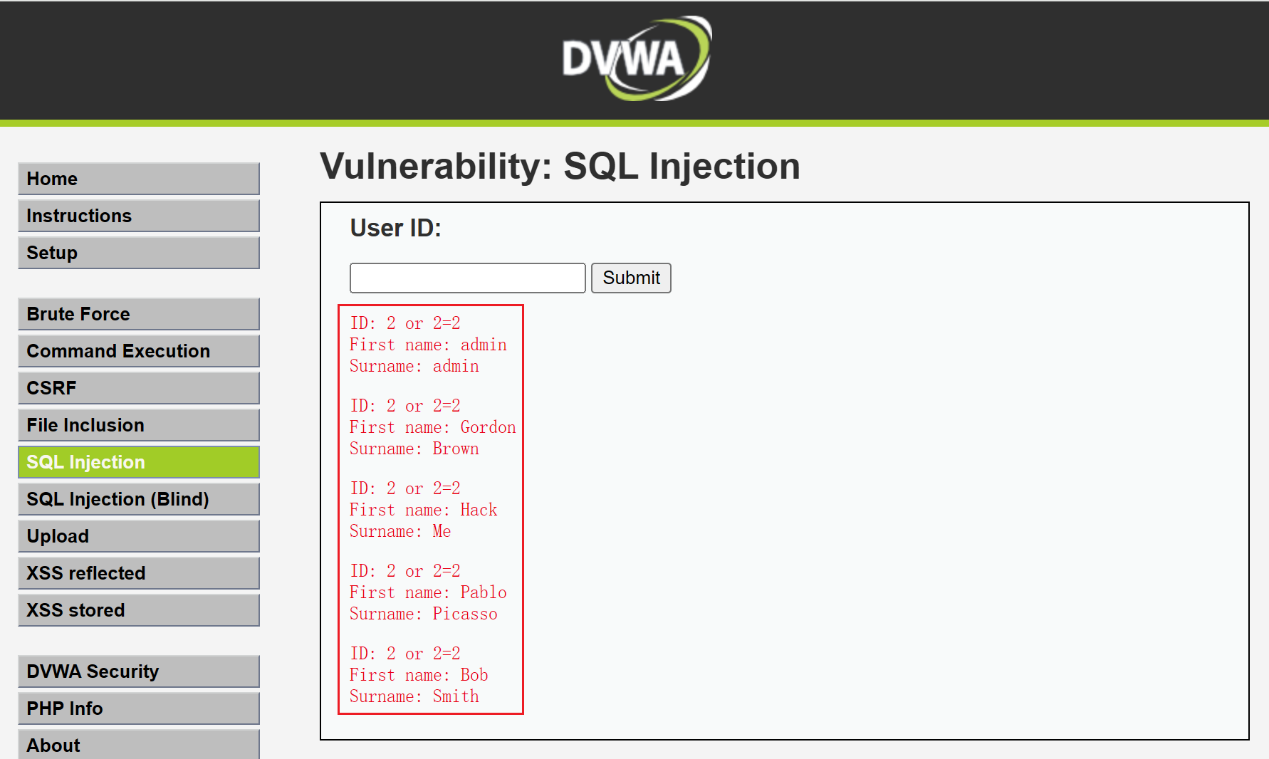 DVWA
Home
Instructions
Setup
Brute Force
Command Execution
CSRF
File Inclusion
SQL Injection
SQL Injection (Blind)
Upload
XSS reflected
XSS stored
DVWA Security
PHP Info
About
Vulnerability: SQL Injection
User ID:
Submit
ID: 2 or 2=2
First name: admin
Surname: admin
ID: 2 or 2=2
First name: Gordon
Surname: Brown
ID: 2 or 2=2
First name: Hack
Surname: Me
ID: 2 or 2=2
First name: Pablo
Surname: Picasso
ID: 2 or 2=2
First name: Bob
Surname: Smith